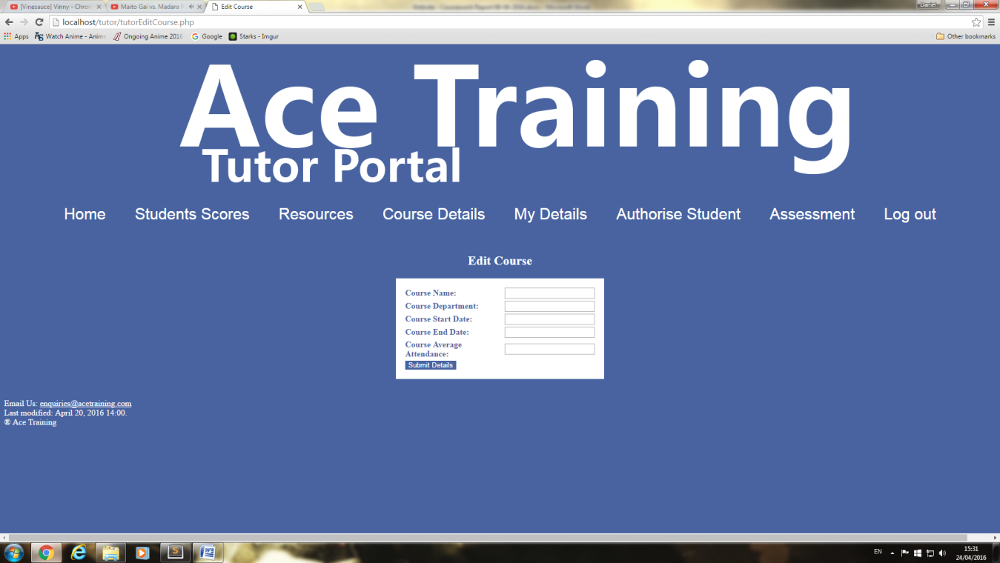 [Vinesauce] Vinny - Chro
Maito Gai vs. Madara
Edit Course
Daniel
localhost/tutor/tutorEditCourse.php
Apps
Watch Anime - Anim
Ongoing Anime 2016
Google
Starks - Imgur
Other bookmarks
Ace Training
Tutor Portal
Home
Students Scores
Resources
Course Details
My Details
Authorise Student
Assessment
Log out
Edit Course
Course Name:
Course Department:
Course Start Date:
Course End Date:
Course Average
Attendance:
Submit Details
Email Us: enquiries@acetraining.com
Last modified: April 20, 2016 14:00.
® Ace Training
EN
15:31
24/04/2016